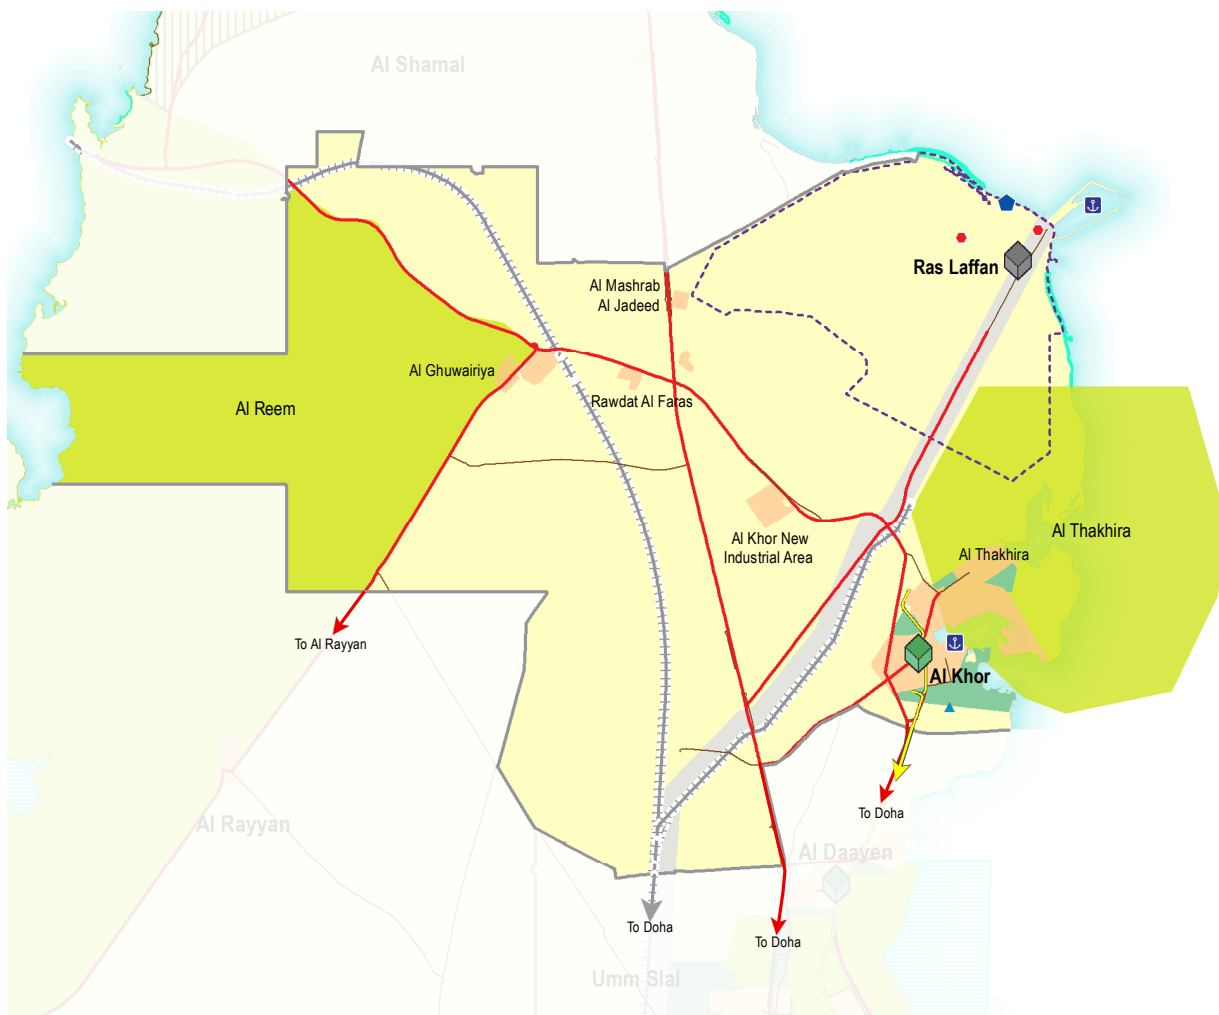 Al Shamal
Ras Laffan
Al Mashrab
Al Jadeed
Al Ghuwairiya
Rawdat Al Faras
Al Reem
Al Khor New
Industrial Area
Al Thakhira
Al Thakhira
To Al Rayyan
Al Khor
To Doha
Al Rayyan
Al Daayen
To Doha
To Doha
Umm Slal